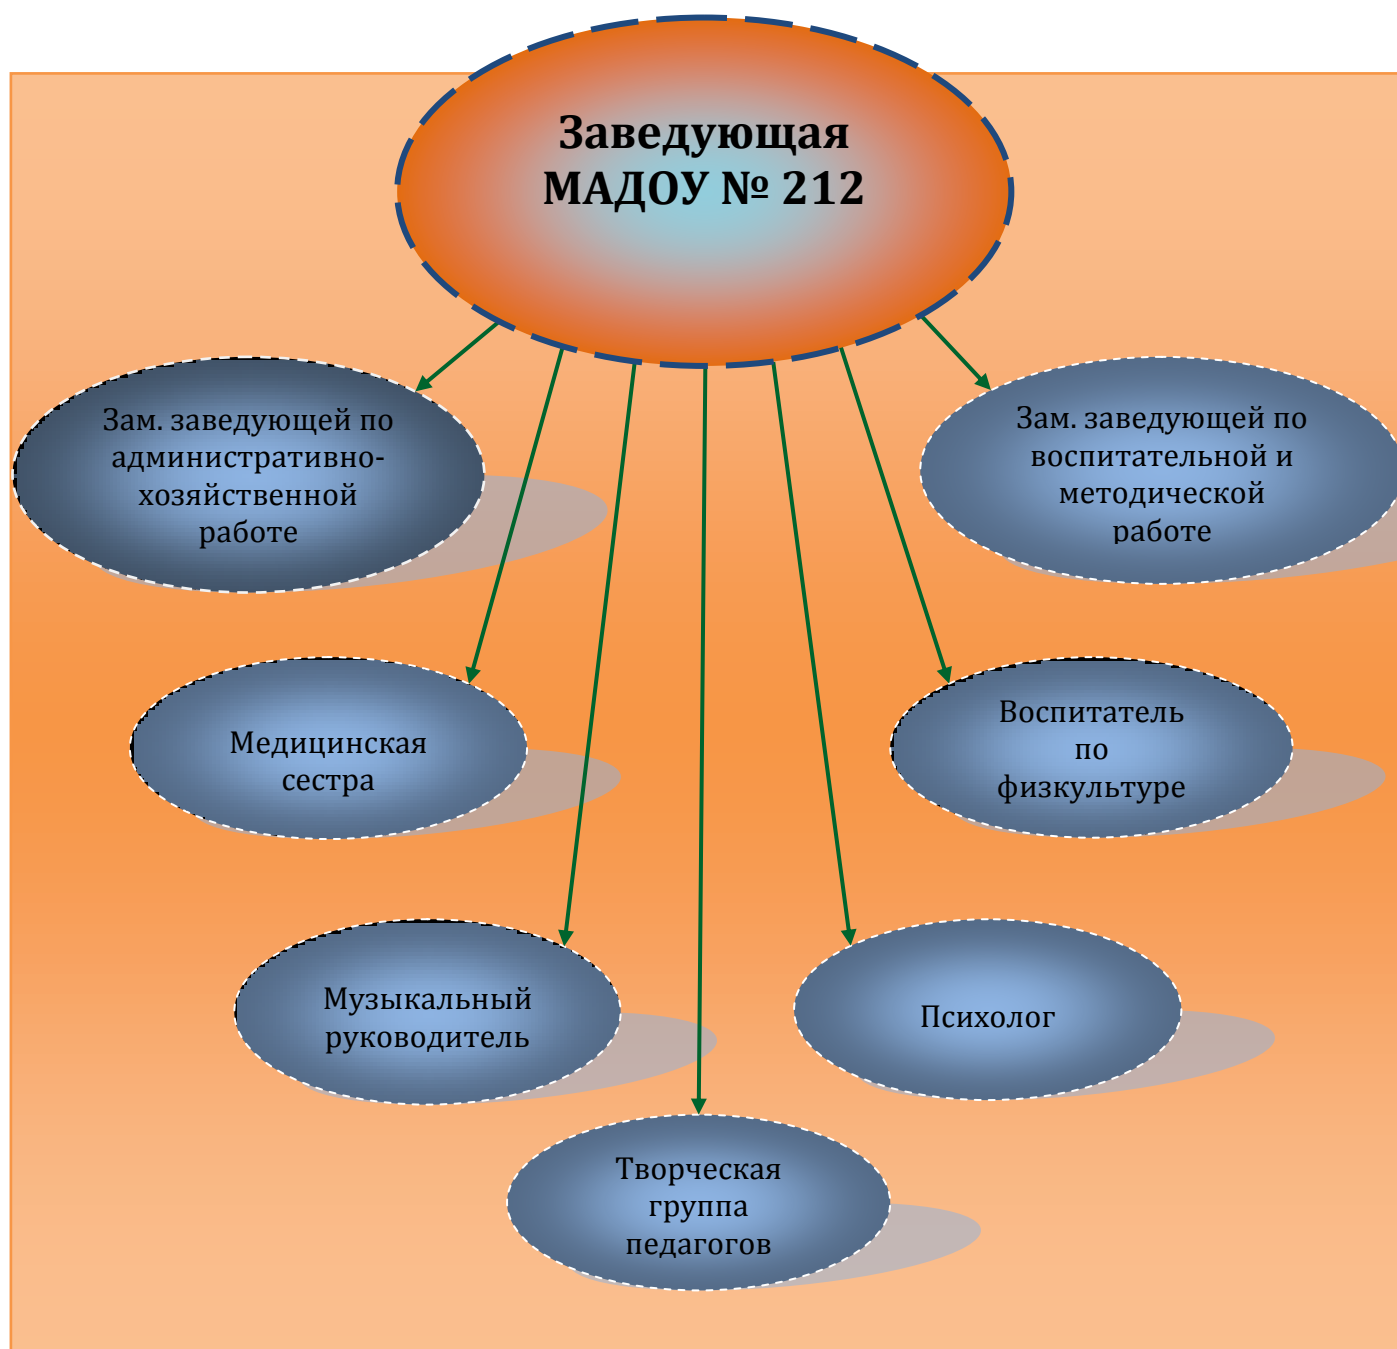 Заведующая
МАДОУ № 212
Зам. заведующей по
административно-
хозяйственной
работе
Зам. заведующей по
воспитательной и
методической
работе
Медицинская
сестра
Воспитатель
по
физкультуре
Музыкальный
руководитель
Психолог
Творческая
группа
педагогов